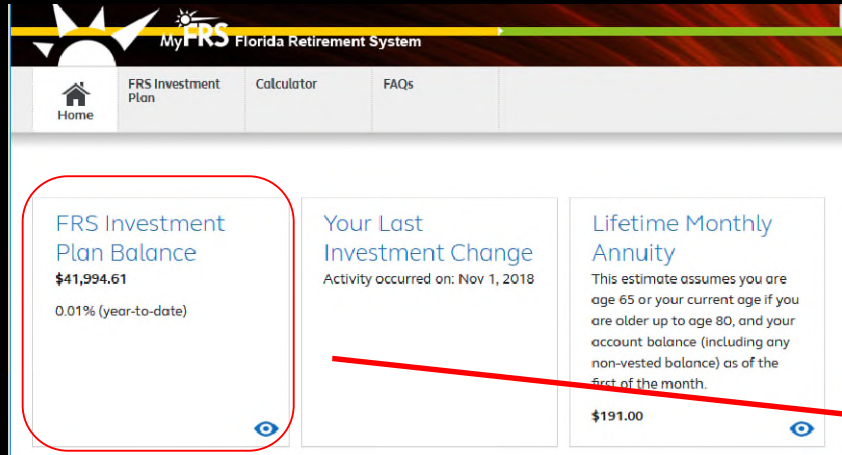 MyFRS Florida Retirement System
Home
FRS Investment
Plan
Calculator
FAQs
FRS Investment
Plan Balance
$41,994.61
0.01% (year-to-date)
Your Last
Investment Change
Activity occurred on: Nov 1, 2018
Lifetime Monthly
Annuity
This estimate assumes you are
age 65 or your current age if you
are older up to age 80, and your
account balance (including any
non-vested balance) as of the
first of the month.
$191.00